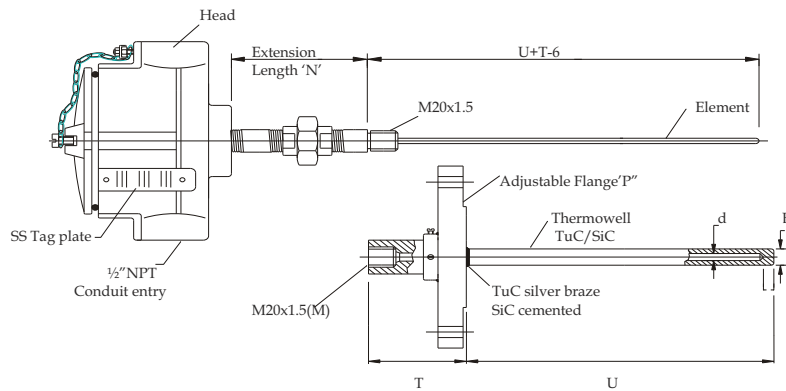 Head
Extension
Length 'N'
U+T-6
M20x1.5
Element
Adjustable Flange'P"
SS Tag plate
Thermowell
TuC/SiC
d
½"NPT
Conduit entry
TuC silver braze
SiC cemented
M20x1.5(M)
T
U